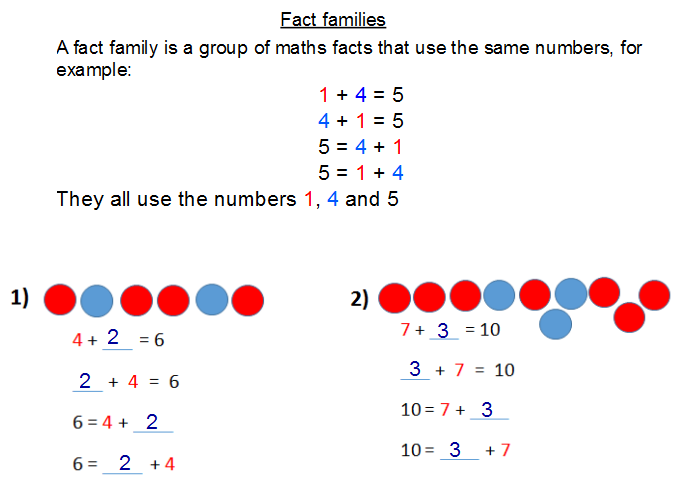 Fact families
A fact family is a group of maths facts that use the same numbers, for
example:
1 + 4 = 5
4 + 1 = 5
5 = 4 + 1
5 = 1 + 4
They all use the numbers 1, 4 and 5
1)
4 + 2 = 6
2 + 4 = 6
6 = 4 + 2
6 = 2 + 4
2)
7 + 3 = 10
3 + 7 = 10
10 = 7 + 3
10 = 3 + 7